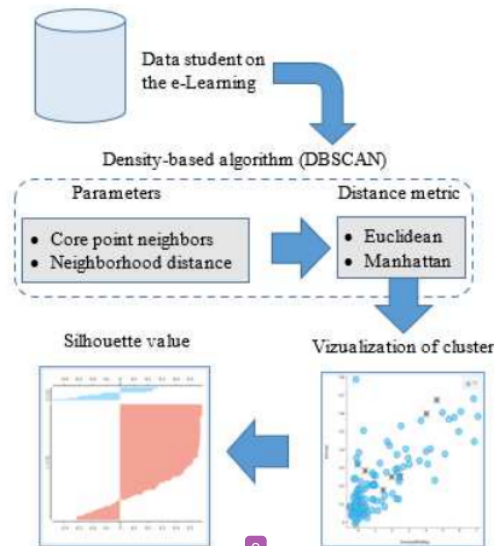 Data student on
the e-Learning
Density-based algorithm (DBSCAN)
Parameters
Distance metric
• Core point neighbors
• Neighborhood distance
• Euclidean
• Manhattan
Silhouette value
Vizualization of cluster